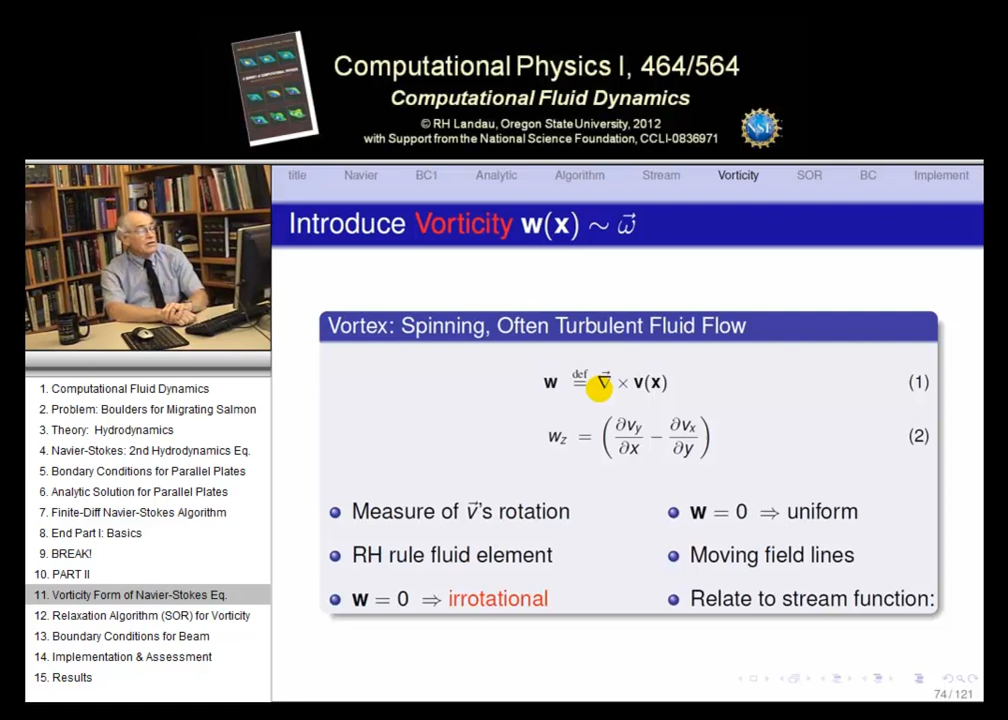 Computational Physics I, 464/564
Computational Fluid Dynamics
© RH Landau, Oregon State University, 2012
with Support from the National Science Foundation, CCLI-0836971
NSF
title Navier BC1 Analytic Algorithm Stream Vorticity SOR BC Implement
Introduce Vorticity w(x) ∼ ω⃗
Vortex: Spinning, Often Turbulent Fluid Flow
w def= ∇⃗ × v(x) (1)
w_z = (∂v_y/∂x − ∂v_x/∂y) (2)
Measure of v⃗'s rotation
RH rule fluid element
w = 0 ⇒ irrotational
w = 0 ⇒ uniform
Moving field lines
Relate to stream function:
74/121
1. Computational Fluid Dynamics
2. Problem: Boulders for Migrating Salmon
3. Theory: Hydrodynamics
4. Navier-Stokes: 2nd Hydrodynamics Eq.
5. Bondary Conditions for Parallel Plates
6. Analytic Solution for Parallel Plates
7. Finite-Diff Navier-Stokes Algorithm
8. End Part I: Basics
9. BREAK!
10. PART II
11. Vorticity Form of Navier-Stokes Eq.
12. Relaxation Algorithm (SOR) for Vorticity
13. Boundary Conditions for Beam
14. Implementation & Assessment
15. Results